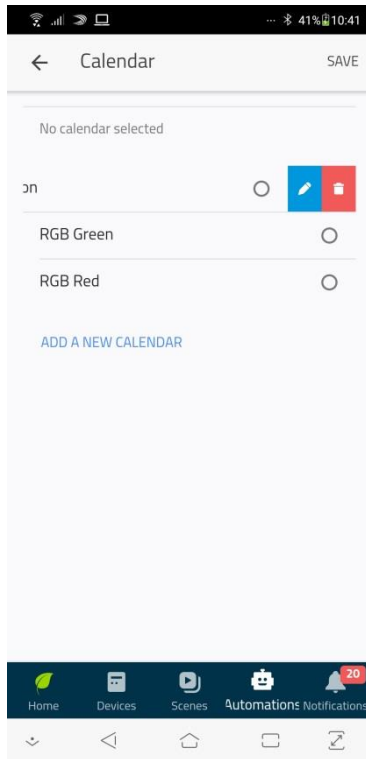 ... 41% 10:41
Calendar SAVE
No calendar selected
on
RGB Green
RGB Red
ADD A NEW CALENDAR
20
Home Devices Scenes Automations Notifications